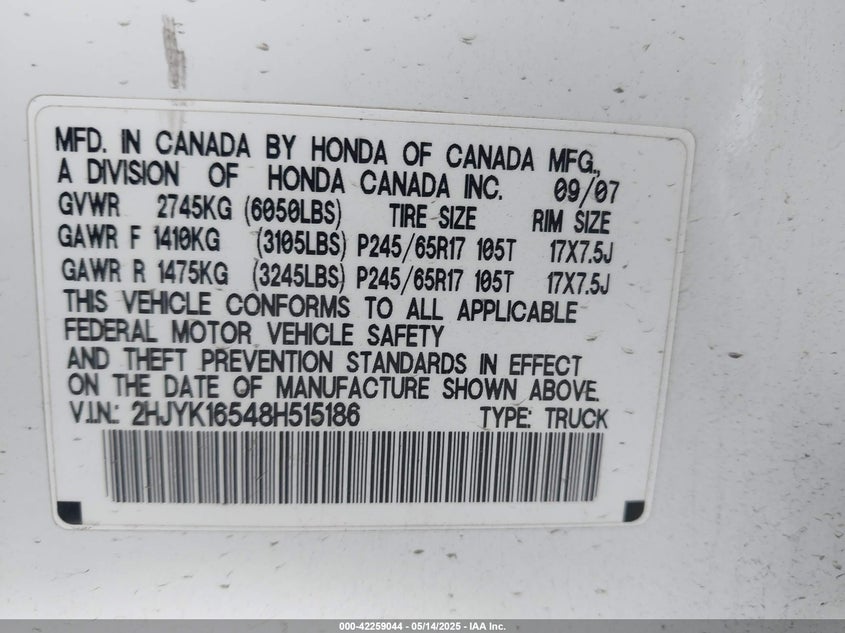 MFD. IN CANADA BY HONDA OF CANADA MFG.,
A DIVISION OF HONDA CANADA INC. 09/07
GVWR 2745KG (6050LBS) TIRE SIZE RIM SIZE
GAWR F 1410KG (3105LBS) P245/65R17 105T 17X7.5J
GAWR R 1475KG (3245LBS) P245/65R17 105T 17X7.5J
THIS VEHICLE CONFORMS TO ALL APPLICABLE
FEDERAL MOTOR VEHICLE SAFETY
AND THEFT PREVENTION STANDARDS IN EFFECT
ON THE DATE OF MANUFACTURE SHOWN ABOVE.
V.I.N.: 2HJYK16548H515186 TYPE: TRUCK
000-42259044 - 05/14/2025 - IAA Inc.